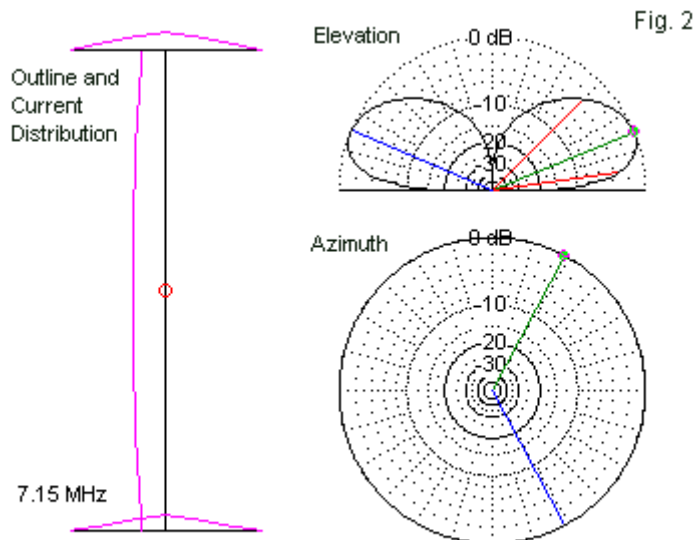 Fig. 2
Outline and
Current
Distribution
7.15 MHz
Elevation
0 dB
-10
-20
-30
Azimuth
0 dB
-10
-20
-30